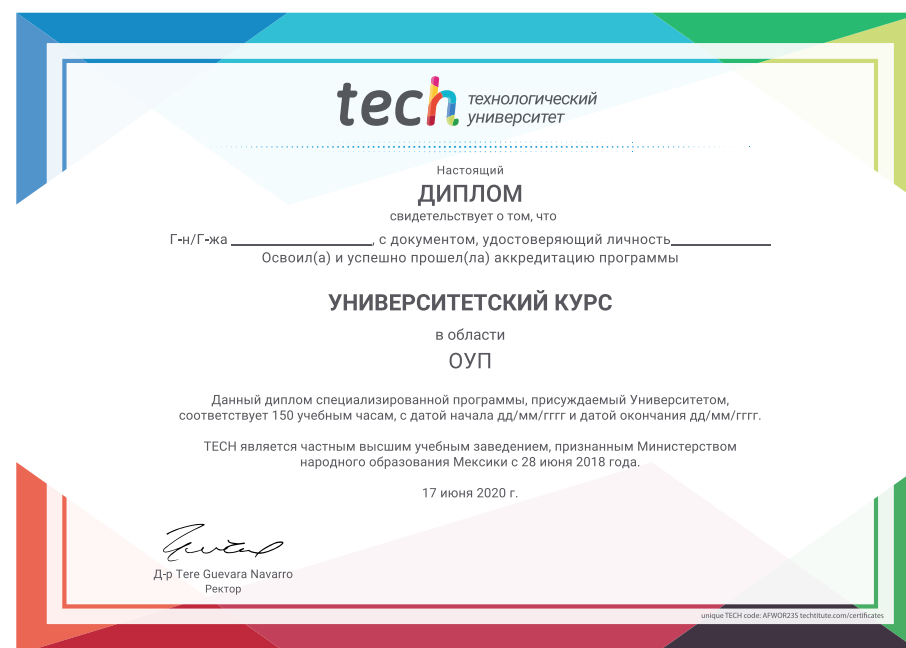 tech технологический
университет
Настоящий
ДИПЛОМ
свидетельствует о том, что
Г-н/Г-жа ____________________, с документом, удостоверяющий личность______________
Освоил(а) и успешно прошел(ла) аккредитацию программы
УНИВЕРСИТЕТСКИЙ КУРС
в области
ОУП
Данный диплом специализированной программы, присуждаемый Университетом,
соответствует 150 учебным часам, с датой начала дд/мм/гггг и датой окончания дд/мм/гггг.
TECH является частным высшим учебным заведением, признанным Министерством
народного образования Мексики с 28 июня 2018 года.
17 июня 2020 г.
Д-р Tere Guevara Navarro
Ректор
unique TECH code: AFWOR23S techtitute.com/certificates